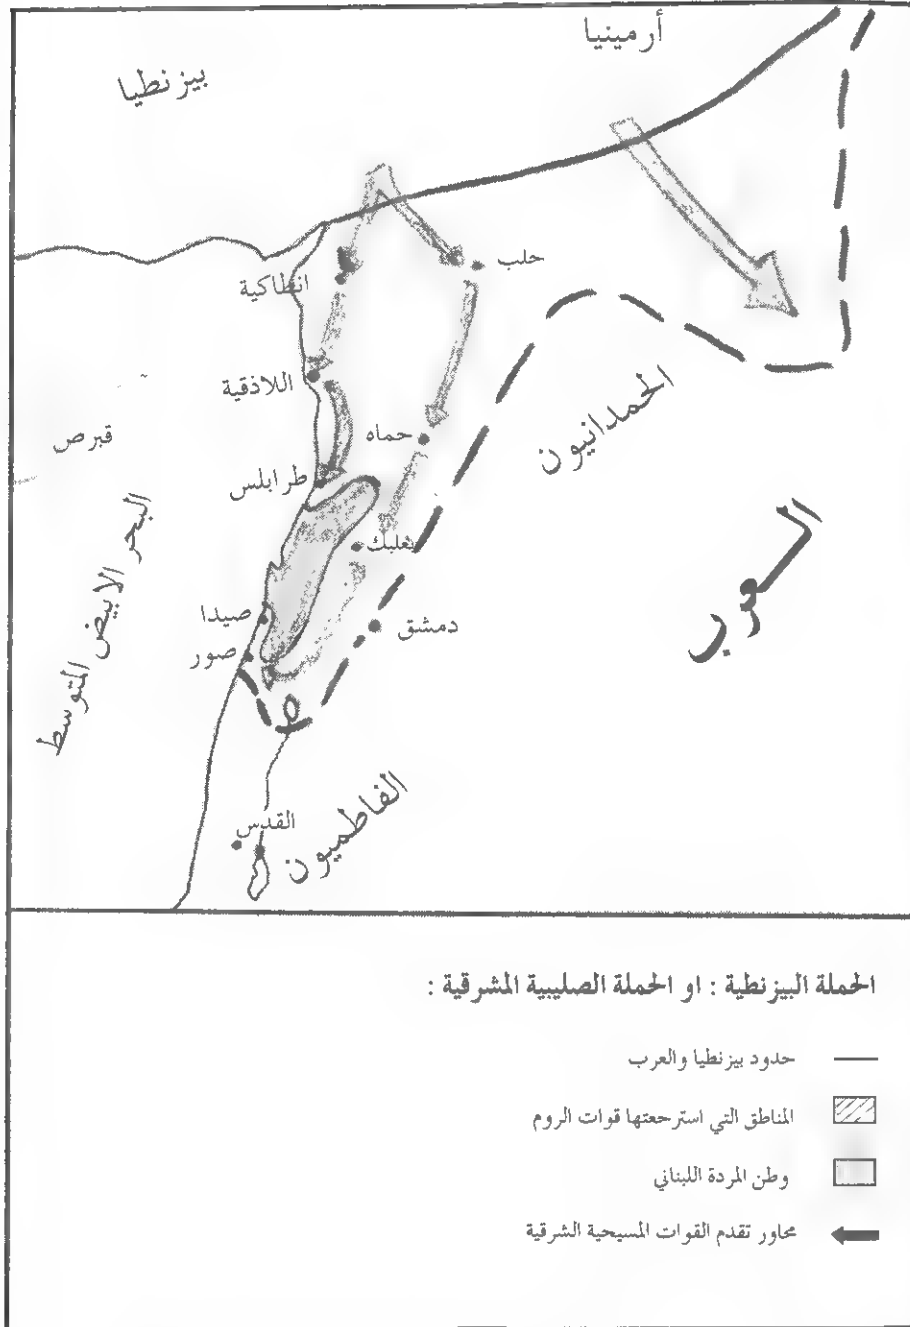 أرمينيا
بيزنطيا
حلب
انطاكية
اللاذقية
قبرص
حماه
طرابلس
الحمدانيون
البحر الابيض المتوسط
العرب
بعلبك
صيدا
دمشق
صور
الفاطميون
القدس
الحملة البيزنطية : او الحملة الصليبية المشرقية :
حدود بيزنطيا والعرب
المناطق التي استرجعتها قوات الروم
وطن المردة اللبناني
محاور تقدم القوات المسيحية الشرقية